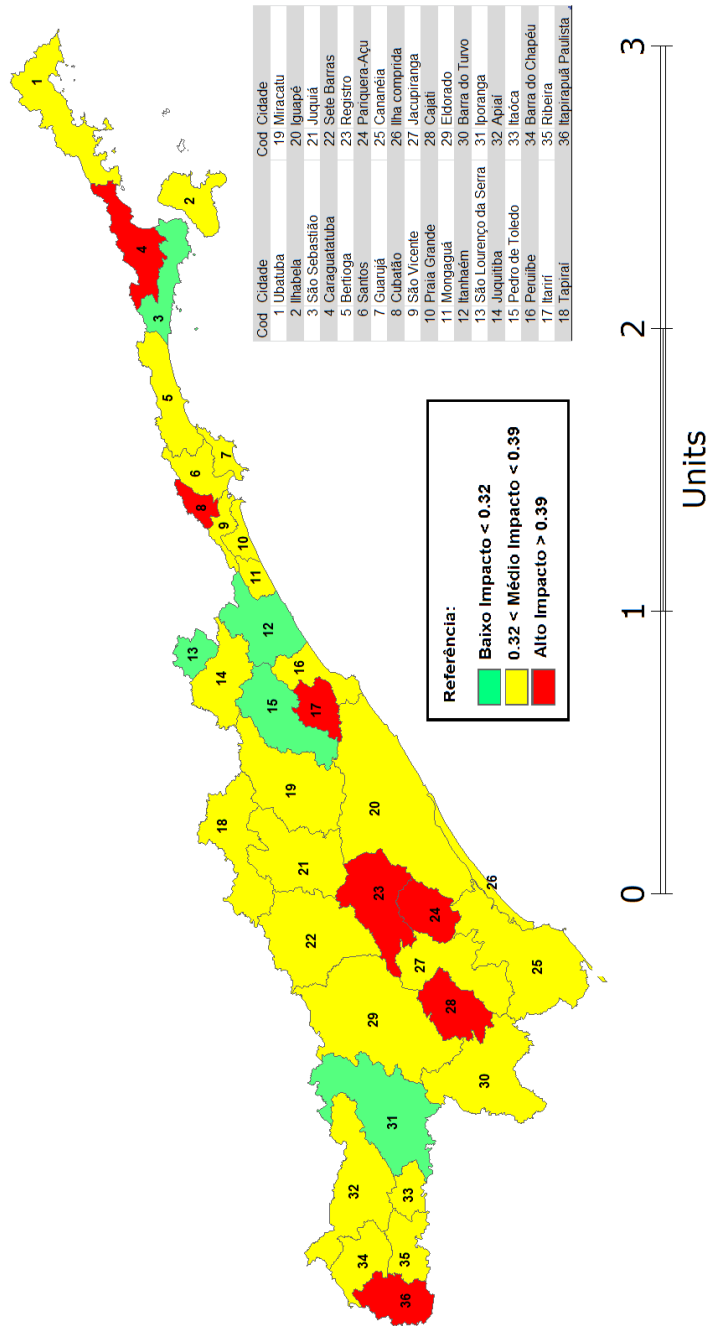 1
2
3
4
5
6
7
8
9
10
11
12
13
14
15
16
17
18
19
20
21
22
23
24
25
26
27
28
29
30
31
32
33
34
35
36
Cod Cidade Cod Cidade
1 Ubatuba 19 Miracatu
2 Ilhabela 20 Iguapé
3 São Sebastião 21 Juquiá
4 Caraguatatuba 22 Sete Barras
5 Bertioga 23 Registro
6 Santos 24 Pariquera-Açu
7 Guarujá 25 Cananéia
8 Cubatão 26 Ilha comprida
9 São Vicente 27 Jacupiranga
10 Praia Grande 28 Cajati
11 Mongaguá 29 Eldorado
12 Itanhaém 30 Barra do Turvo
13 São Lourenço da Serra 31 Iporanga
14 Juquitiba 32 Apiaí
15 Pedro de Toledo 33 Itaóca
16 Peruíbe 34 Barra do Chapéu
17 Itarirí 35 Ribeira
18 Tapiraí 36 Itapirapuã Paulista
Referência:
Baixo Impacto < 0.32
0.32 < Médio Impacto < 0.39
Alto Impacto > 0.39
0 1 2 3
Units